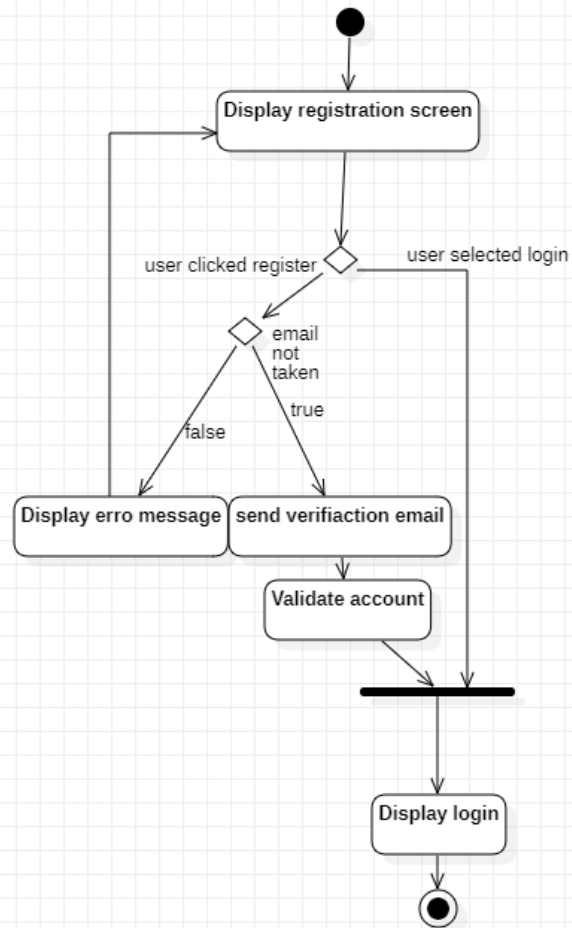 Display registration screen
user selected login
user clicked register
email
not
taken
true
false
Display erro message
send verifiaction email
Validate account
Display login